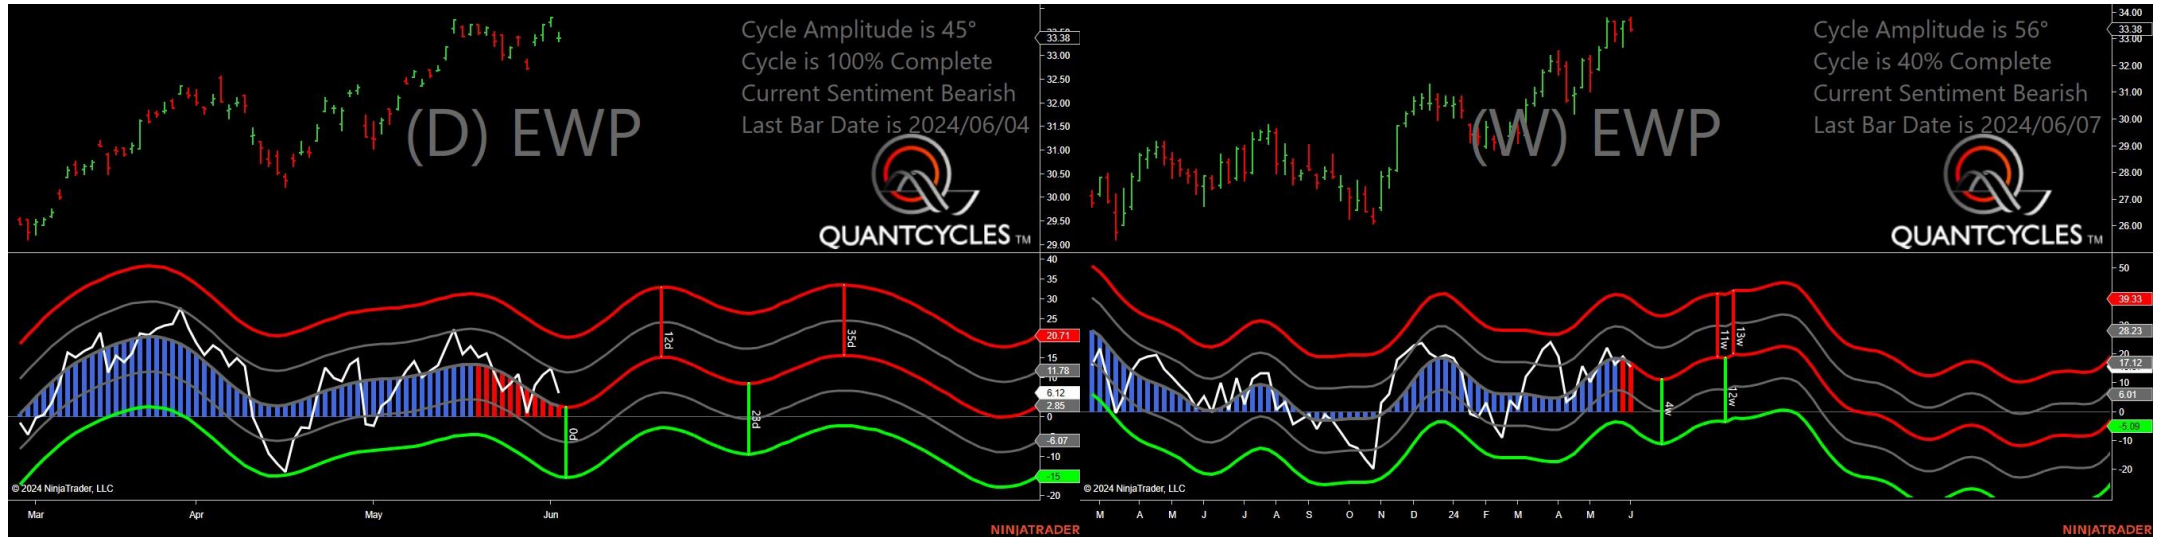 Cycle Amplitude is 45°
Cycle is 100% Complete
Current Sentiment Bearish
Last Bar Date is 2024/06/04
(D) EWP
QUANTCYCLES TM
33.38
33.00
32.50
32.00
31.50
31.00
30.50
30.00
29.50
29.00
40
35
30
25
20.71
15
11.78
10
6.12
2.85
0
-6.07
-10
-15
-20
12d
35d
0d
23d
© 2024 NinjaTrader, LLC
Mar Apr May Jun
NINJATRADER
Cycle Amplitude is 56°
Cycle is 40% Complete
Current Sentiment Bearish
Last Bar Date is 2024/06/07
(W) EWP
QUANTCYCLES TM
34.00
33.38
33.00
32.00
31.00
29.00
28.00
27.00
26.00
50
39.33
28.23
20
17.12
10
6.01
0
-5.09
-10
-20
11w
13w
4w
12w
© 2024 NinjaTrader, LLC
M A M J J A S O N D 24 F M A M J
NINJATRADER